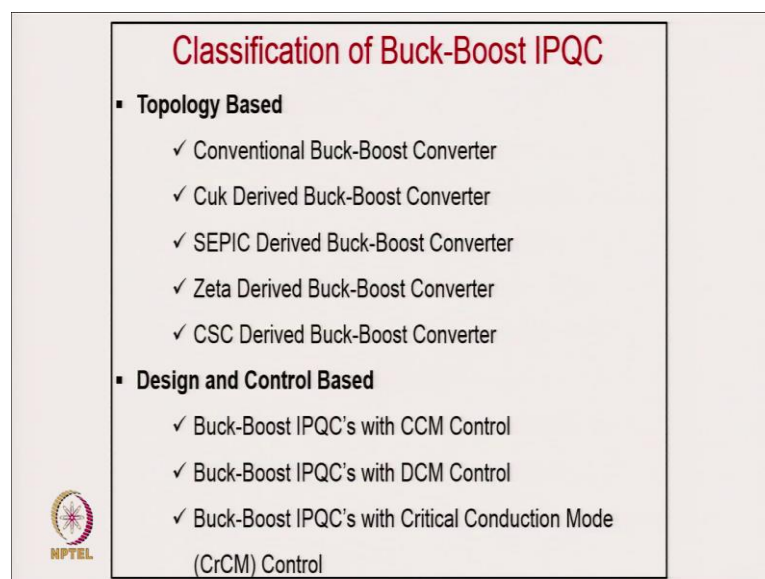 Classification of Buck-Boost IPQC
▪ Topology Based
✓ Conventional Buck-Boost Converter
✓ Cuk Derived Buck-Boost Converter
✓ SEPIC Derived Buck-Boost Converter
✓ Zeta Derived Buck-Boost Converter
✓ CSC Derived Buck-Boost Converter
▪ Design and Control Based
✓ Buck-Boost IPQC's with CCM Control
✓ Buck-Boost IPQC's with DCM Control
✓ Buck-Boost IPQC's with Critical Conduction Mode
(CrCM) Control
NPTEL